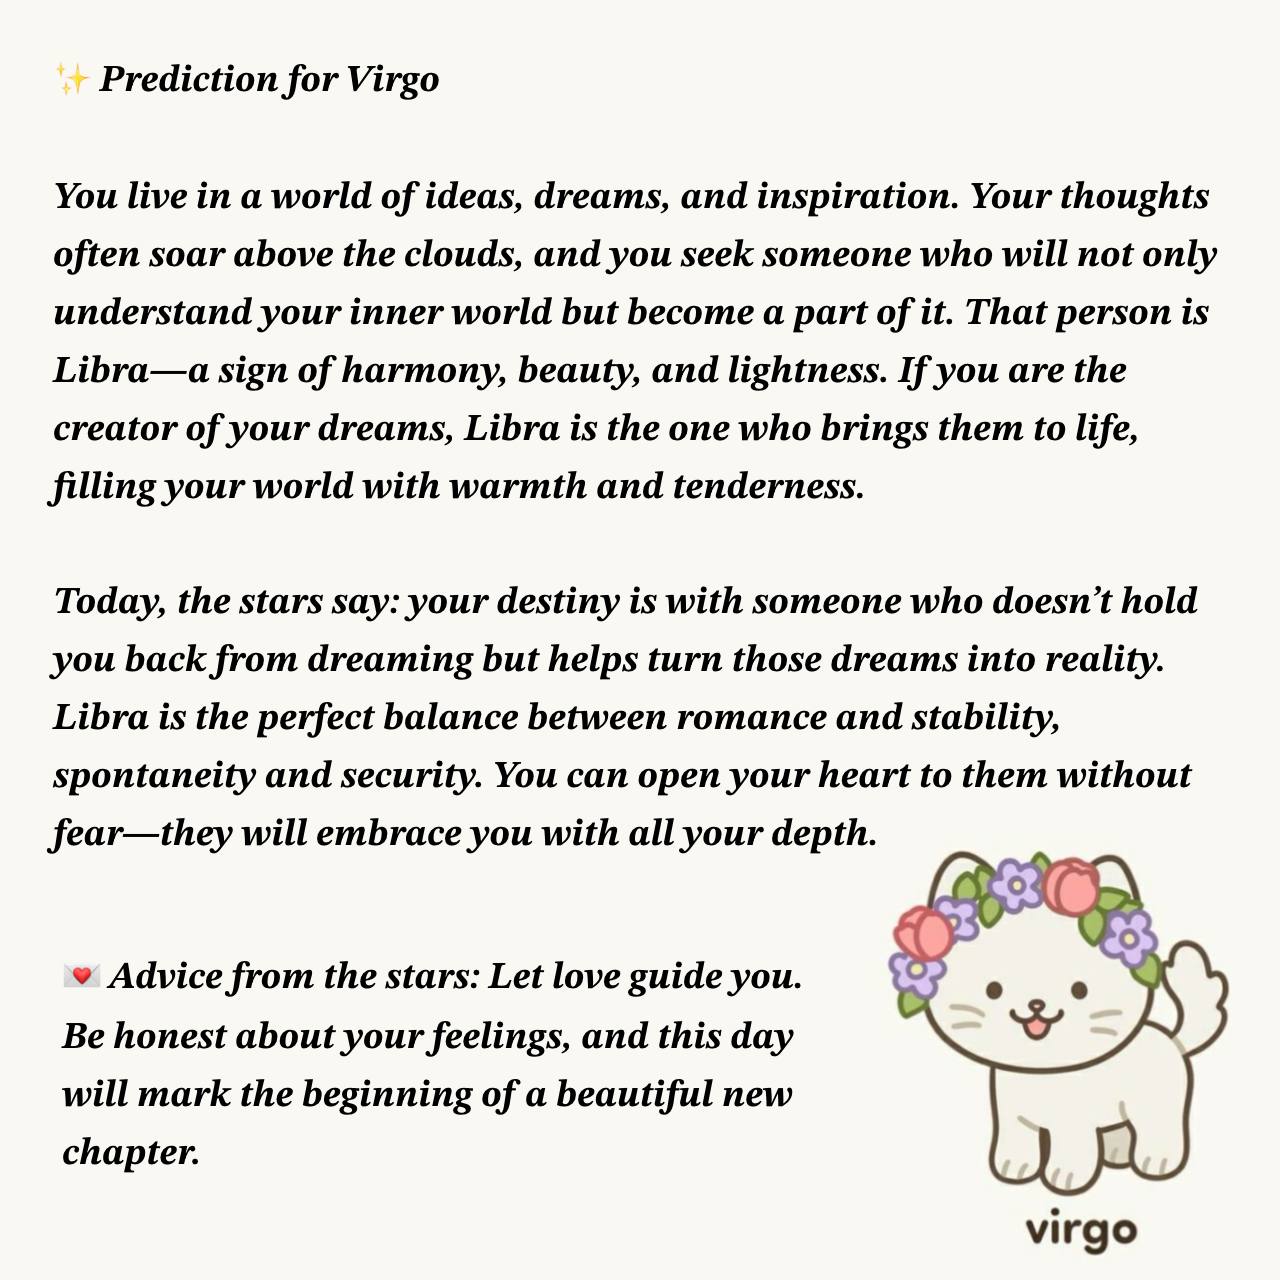 ✨ Prediction for Virgo
You live in a world of ideas, dreams, and inspiration. Your thoughts
often soar above the clouds, and you seek someone who will not only
understand your inner world but become a part of it. That person is
Libra—a sign of harmony, beauty, and lightness. If you are the
creator of your dreams, Libra is the one who brings them to life,
filling your world with warmth and tenderness.
Today, the stars say: your destiny is with someone who doesn’t hold
you back from dreaming but helps turn those dreams into reality.
Libra is the perfect balance between romance and stability,
spontaneity and security. You can open your heart to them without
fear—they will embrace you with all your depth.
💌 Advice from the stars: Let love guide you.
Be honest about your feelings, and this day
will mark the beginning of a beautiful new
chapter.
virgo